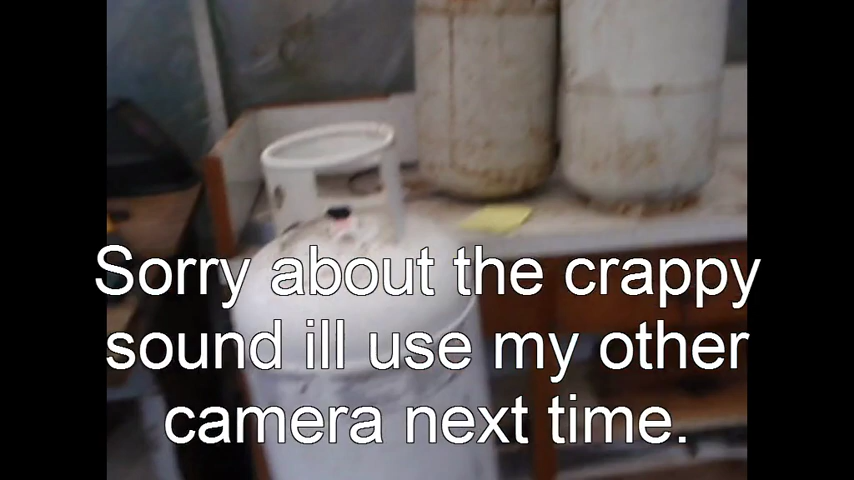 Sorry about the crappy
sound ill use my other
camera next time.